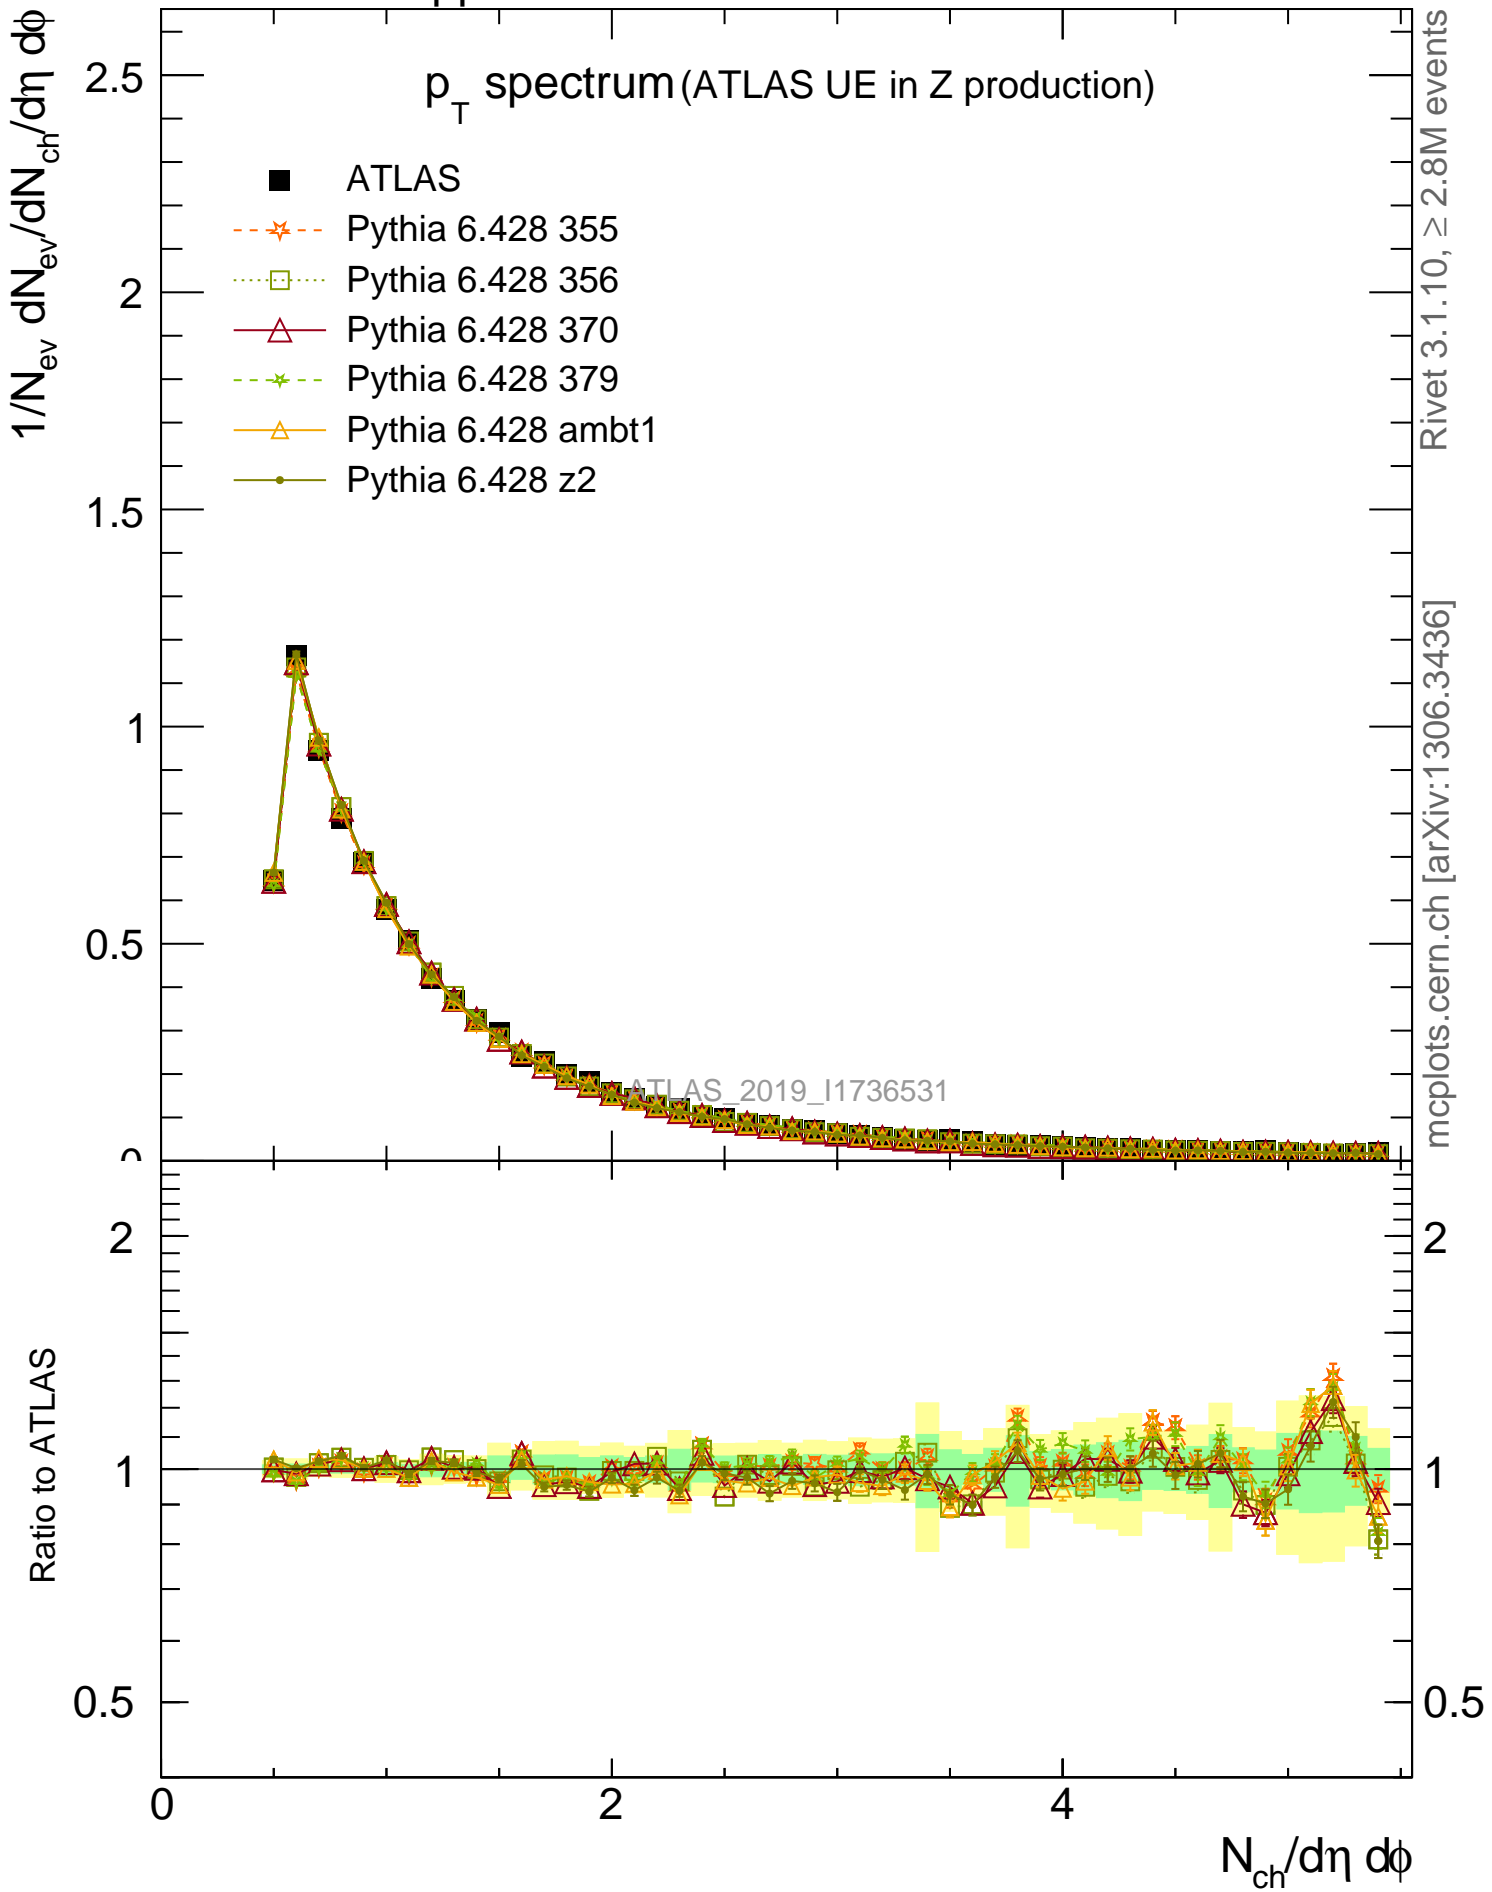 pp
1/N_ev dN_ev/dN_ch/dη dϕ
p_T spectrum (ATLAS UE in Z production)
ATLAS
Pythia 6.428 355
Pythia 6.428 356
Pythia 6.428 370
Pythia 6.428 379
Pythia 6.428 ambt1
Pythia 6.428 z2
2.5
2
1.5
1
0.5
0
ATLAS_2019_I1736531
Rivet 3.1.10, ≥ 2.8M events
mcplots.cern.ch [arXiv:1306.3436]
Ratio to ATLAS
2
1
0.5
2
1
0.5
0
2
4
N_ch/dη dϕ